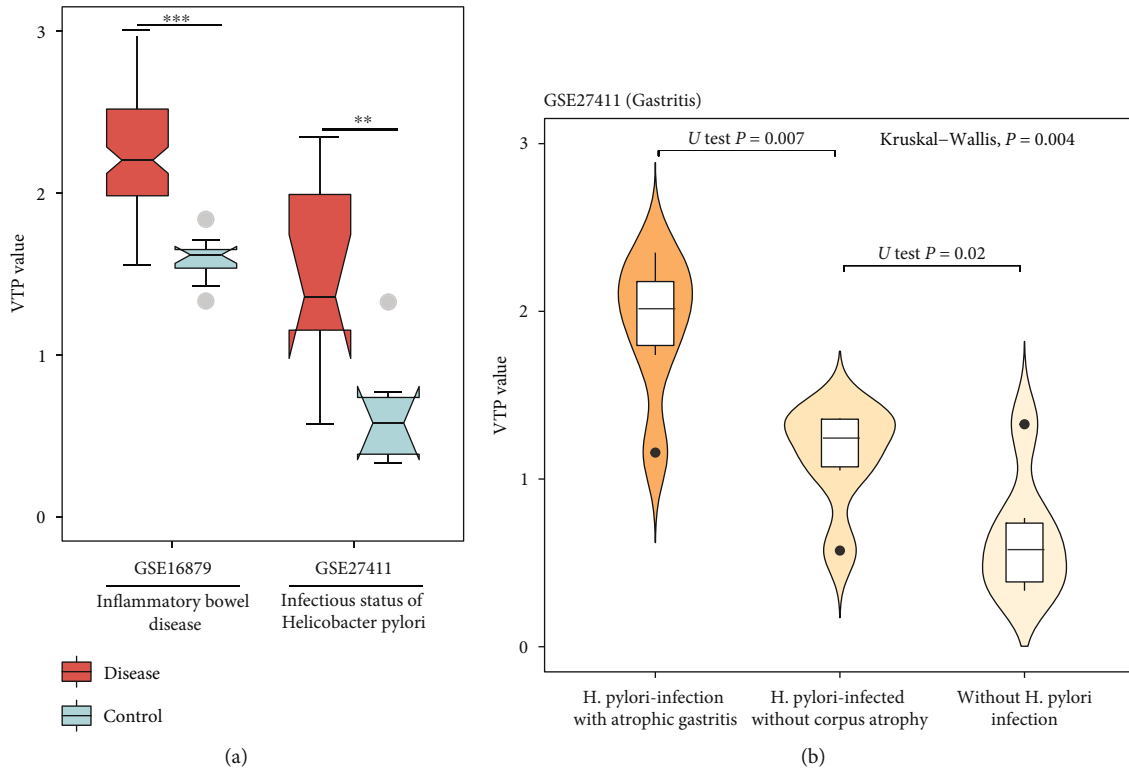 3
2
1
0
VTP value
***
**
GSE16879
Inflammatory bowel
disease
GSE27411
Infectious status of
Helicobacter pylori
Disease
Control
(a)
GSE27411 (Gastritis)
3
2
1
0
VTP value
U test P = 0.007
Kruskal–Wallis, P = 0.004
U test P = 0.02
H. pylori-infection
with atrophic gastritis
H. pylori-infected
without corpus atrophy
Without H. pylori
infection
(b)